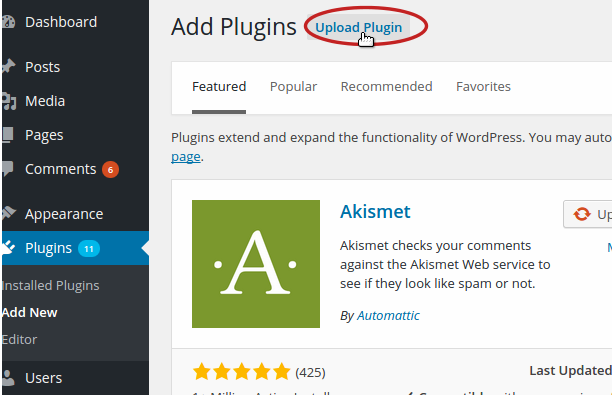 Dashboard
Posts
Media
Pages
Comments 6
Appearance
Plugins 11
Installed Plugins
Add New
Editor
Users
Add Plugins Upload Plugin
Featured Popular Recommended Favorites
Plugins extend and expand the functionality of WordPress. You may auto
page.
A
Akismet
Up
Akismet checks your comments
against the Akismet Web service to
see if they look like spam or not.
By Automattic
(425)
Last Updated